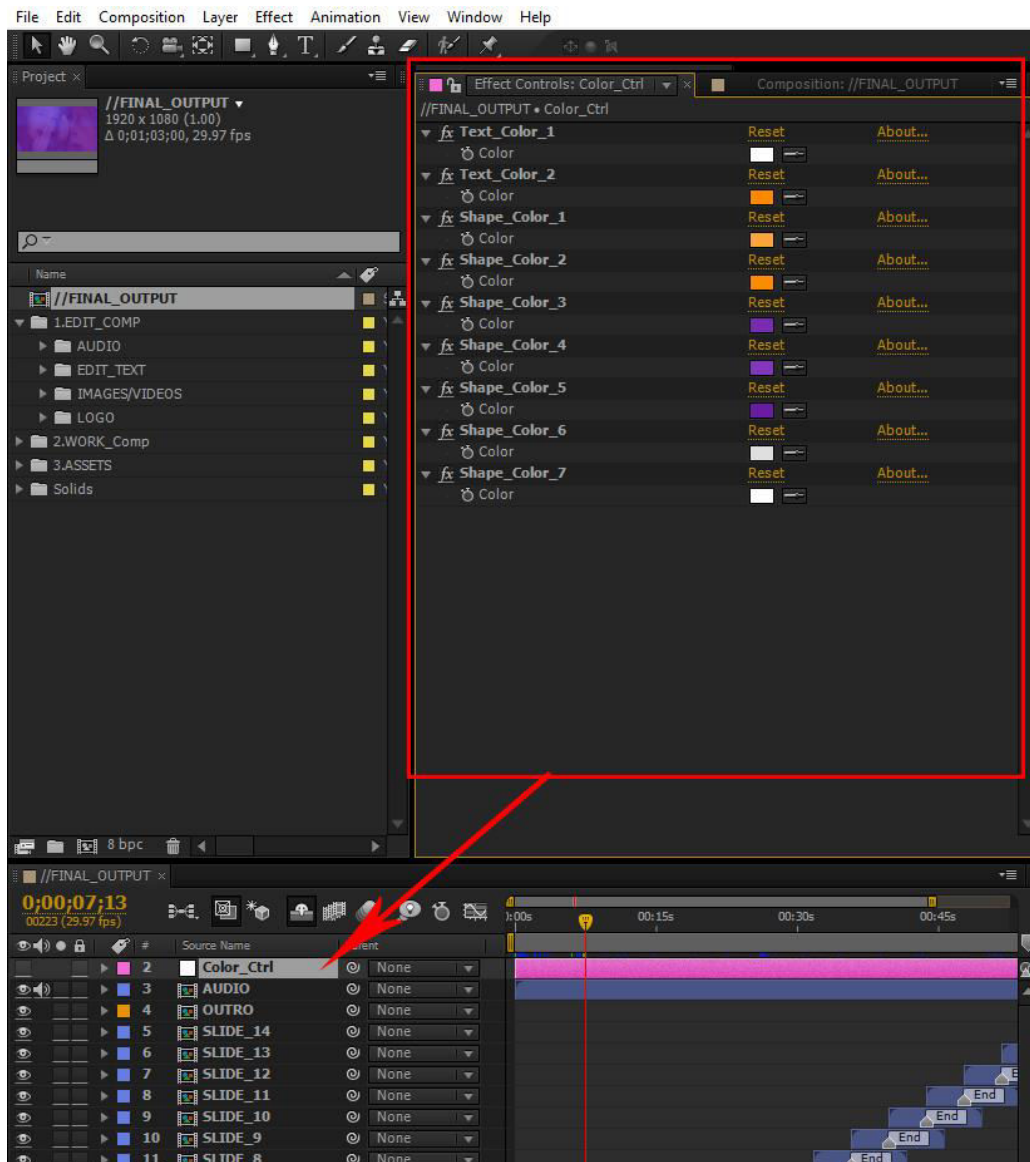 File Edit Composition Layer Effect Animation View Window Help
Project ×
//FINAL_OUTPUT ▾
1920 x 1080 (1.00)
Δ 0;01;03;00, 29.97 fps
Name
//FINAL_OUTPUT
1.EDIT_COMP
AUDIO
EDIT_TEXT
IMAGES/VIDEOS
LOGO
2.WORK_Comp
3.ASSETS
Solids
8 bpc
Effect Controls: Color_Ctrl × Composition: //FINAL_OUTPUT
//FINAL_OUTPUT • Color_Ctrl
fx Text_Color_1 Reset About...
Color
fx Text_Color_2 Reset About...
Color
fx Shape_Color_1 Reset About...
Color
fx Shape_Color_2 Reset About...
Color
fx Shape_Color_3 Reset About...
Color
fx Shape_Color_4 Reset About...
Color
fx Shape_Color_5 Reset About...
Color
fx Shape_Color_6 Reset About...
Color
fx Shape_Color_7 Reset About...
Color
//FINAL_OUTPUT ×
0;00;07;13
00223 (29.97 fps)
:00s 00:15s 00:30s 00:45s
# Source Name
2 Color_Ctrl None
3 AUDIO None
4 OUTRO None
5 SLIDE_14 None
6 SLIDE_13 None
7 SLIDE_12 None
8 SLIDE_11 None End
9 SLIDE_10 None End
10 SLIDE_9 None End
11 SLIDE_8 None End